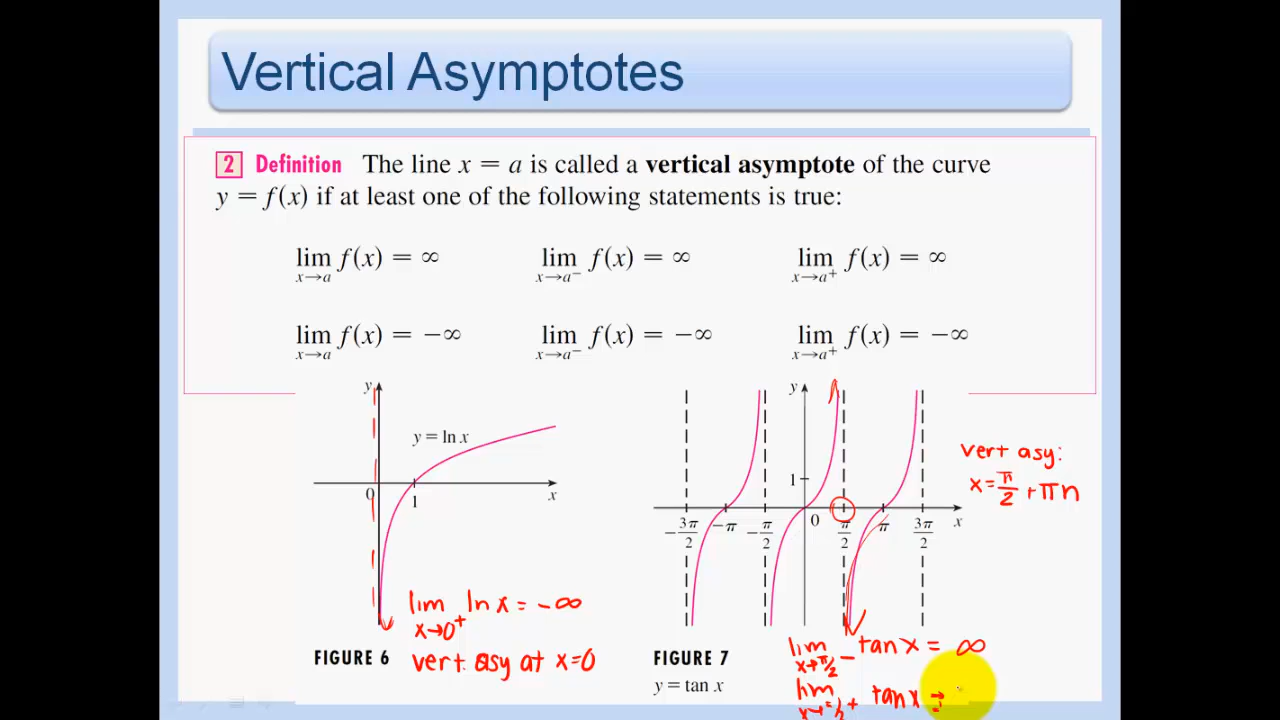 Vertical Asymptotes
2 Definition The line x = a is called a vertical asymptote of the curve
y = f(x) if at least one of the following statements is true:
lim x→a f(x) = ∞ lim x→a⁻ f(x) = ∞ lim x→a⁺ f(x) = ∞
lim x→a f(x) = −∞ lim x→a⁻ f(x) = −∞ lim x→a⁺ f(x) = −∞
y
y = ln x
0
1
x
lim x→0⁺ ln x = −∞
FIGURE 6
vert. asy at x=0
y
1
−3π/2 −π −π/2 0 π/2 π 3π/2 x
vert asy:
x = π/2 + πn
FIGURE 7
y = tan x
lim x→π/2⁻ tan x = ∞
lim tan x =